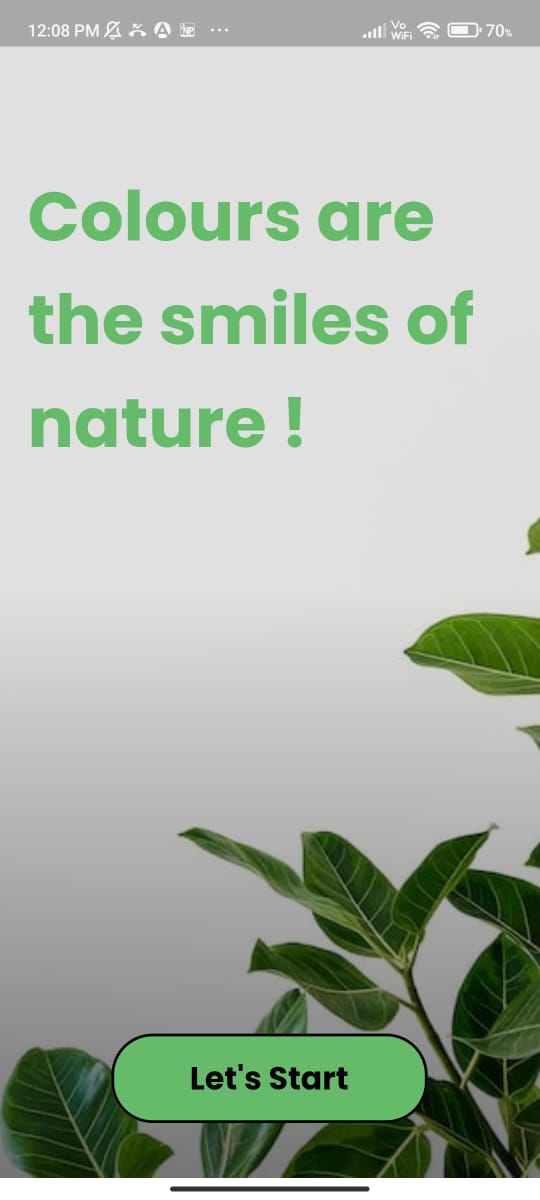 12:08 PM
Vo
WiFi
70%
Colours are
the smiles of
nature !
Let's Start